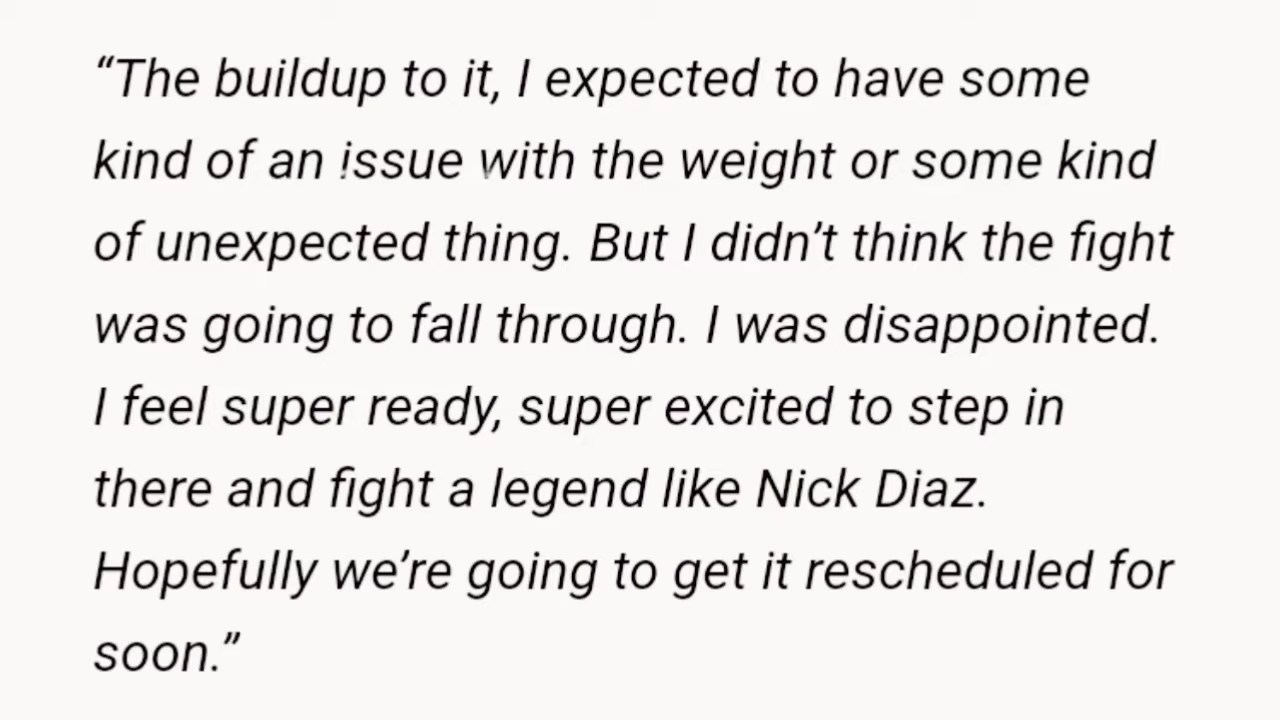 “The buildup to it, I expected to have some
kind of an issue with the weight or some kind
of unexpected thing. But I didn’t think the fight
was going to fall through. I was disappointed.
I feel super ready, super excited to step in
there and fight a legend like Nick Diaz.
Hopefully we’re going to get it rescheduled for
soon.”